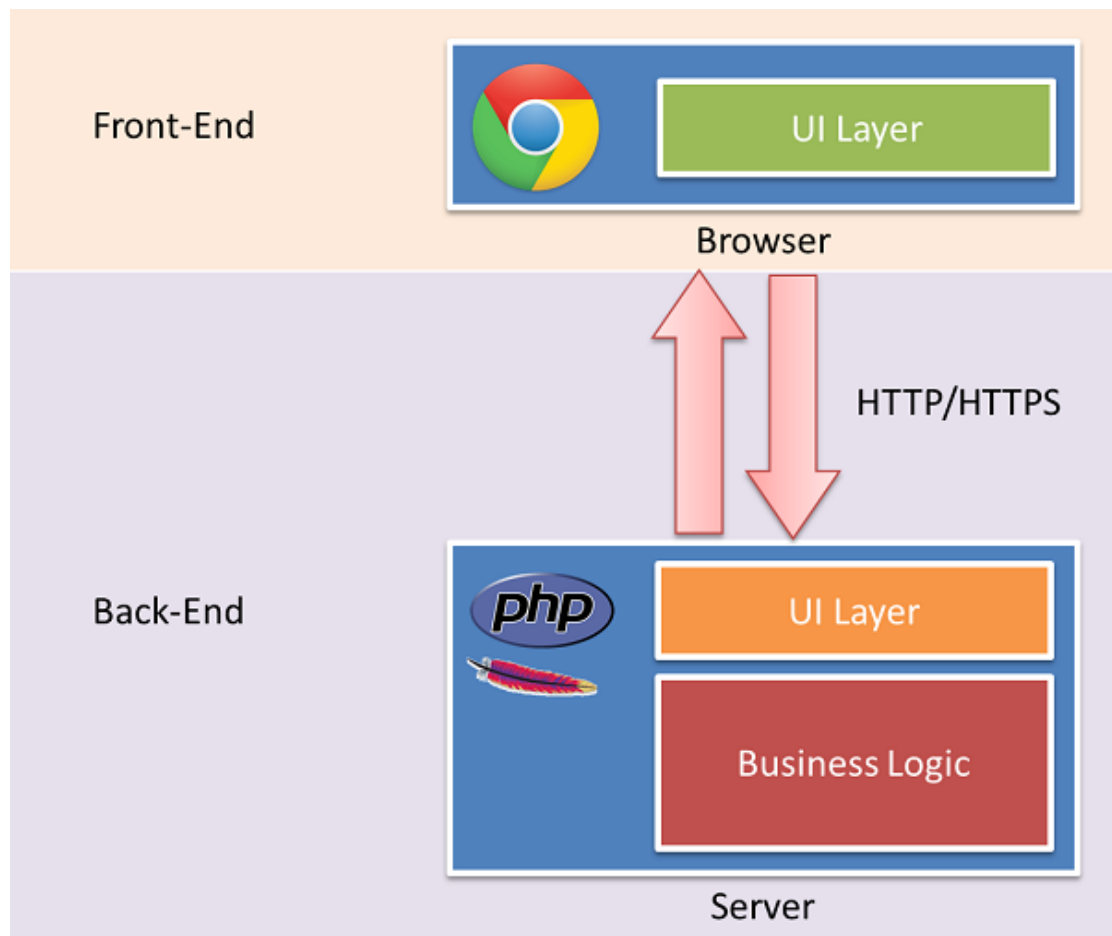 Front-End
UI Layer
Browser
HTTP/HTTPS
Back-End
php
UI Layer
Business Logic
Server